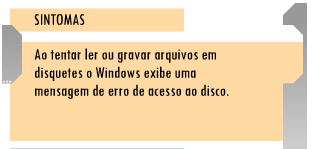 SINTOMAS
Ao tentar ler ou gravar arquivos em
disquetes o Windows exibe uma
mensagem de erro de acesso ao disco.